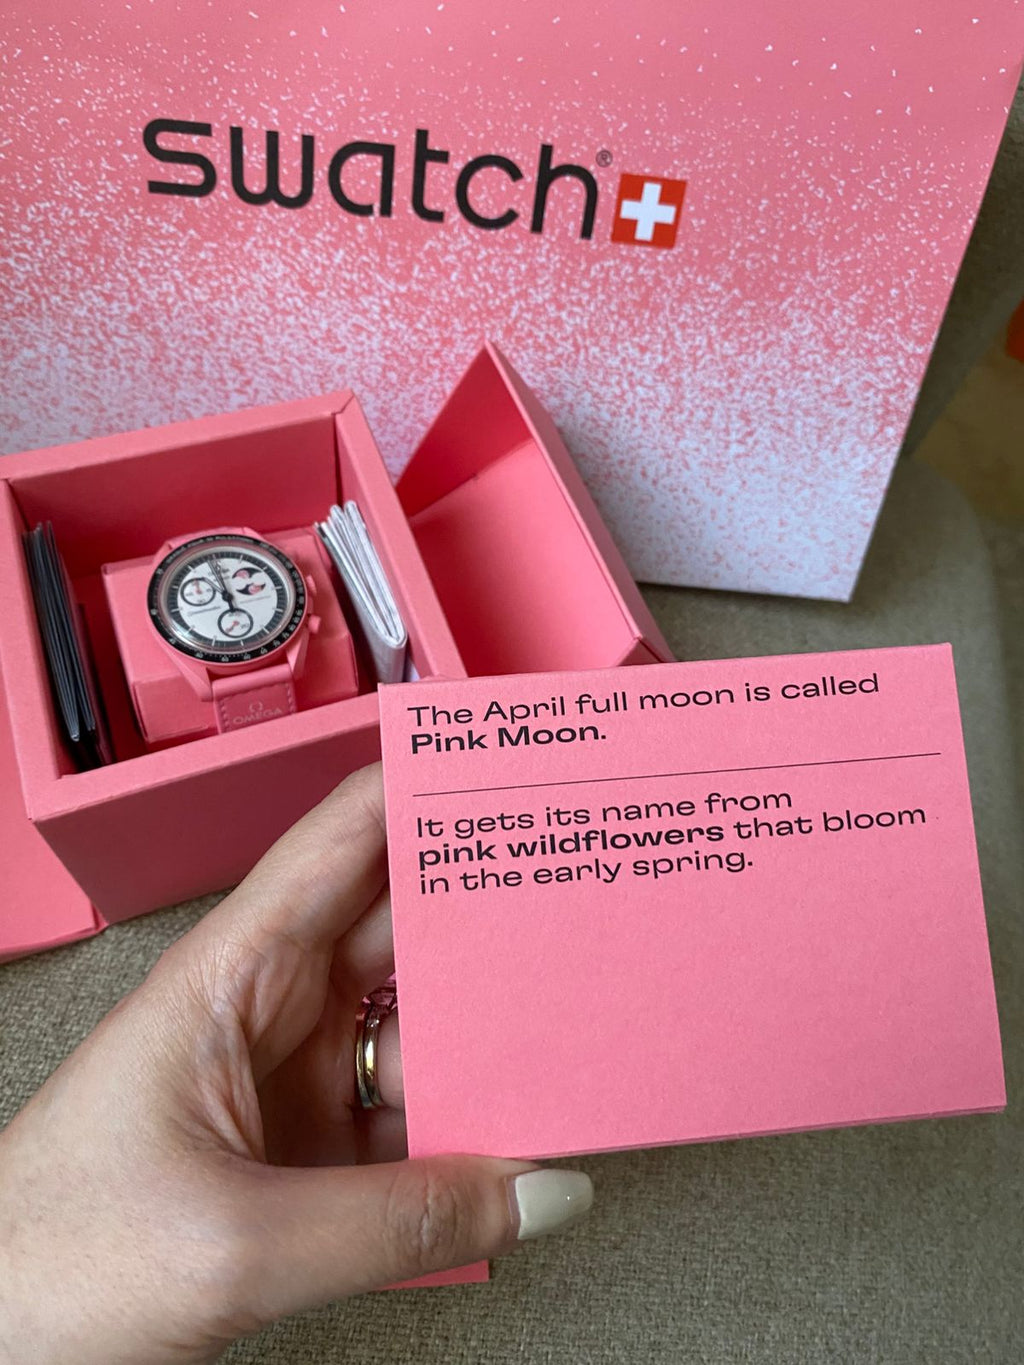 swatch®
OMEGA
The April full moon is called
Pink Moon.
It gets its name from
pink wildflowers that bloom
in the early spring.